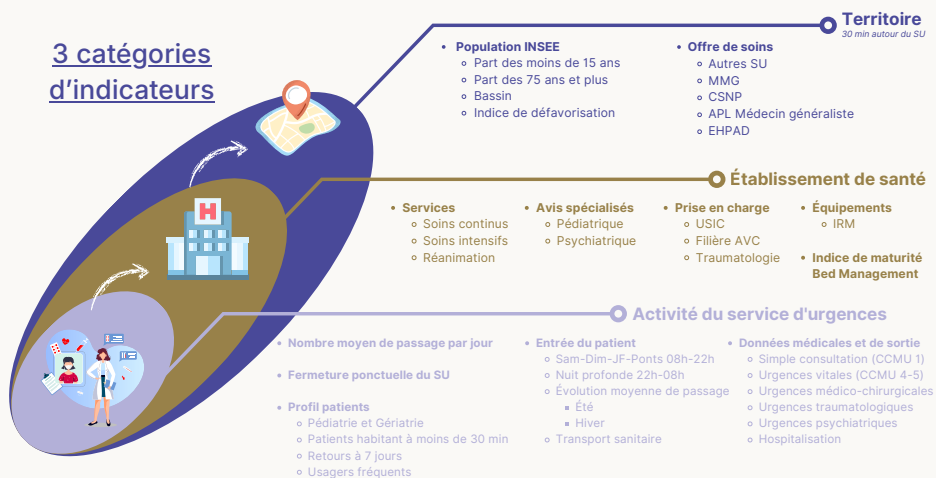 3 catégories
d'indicateurs
Territoire
30 min autour du SU
• Population INSEE
Part des moins de 15 ans
Part des 75 ans et plus
Bassin
Indice de défavorisation
• Offre de soins
Autres SU
MMG
CSNP
APL Médecin généraliste
EHPAD
H
Établissement de santé
• Services
Soins continus
Soins intensifs
Réanimation
• Avis spécialisés
Pédiatrique
Psychiatrique
• Prise en charge
USIC
Filière AVC
Traumatologie
• Équipements
IRM
• Indice de maturité
Bed Management
Activité du service d'urgences
• Nombre moyen de passage par jour
• Fermeture ponctuelle du SU
• Profil patients
Pédiatrie et Gériatrie
Patients habitant à moins de 30 min
Retours à 7 jours
Usagers fréquents
• Entrée du patient
Sam-Dim-JF-Ponts 08h-22h
Nuit profonde 22h-08h
Évolution moyenne de passage
Été
Hiver
Transport sanitaire
• Données médicales et de sortie
Simple consultation (CCMU 1)
Urgences vitales (CCMU 4-5)
Urgences médico-chirurgicales
Urgences traumatologiques
Urgences psychiatriques
Hospitalisation